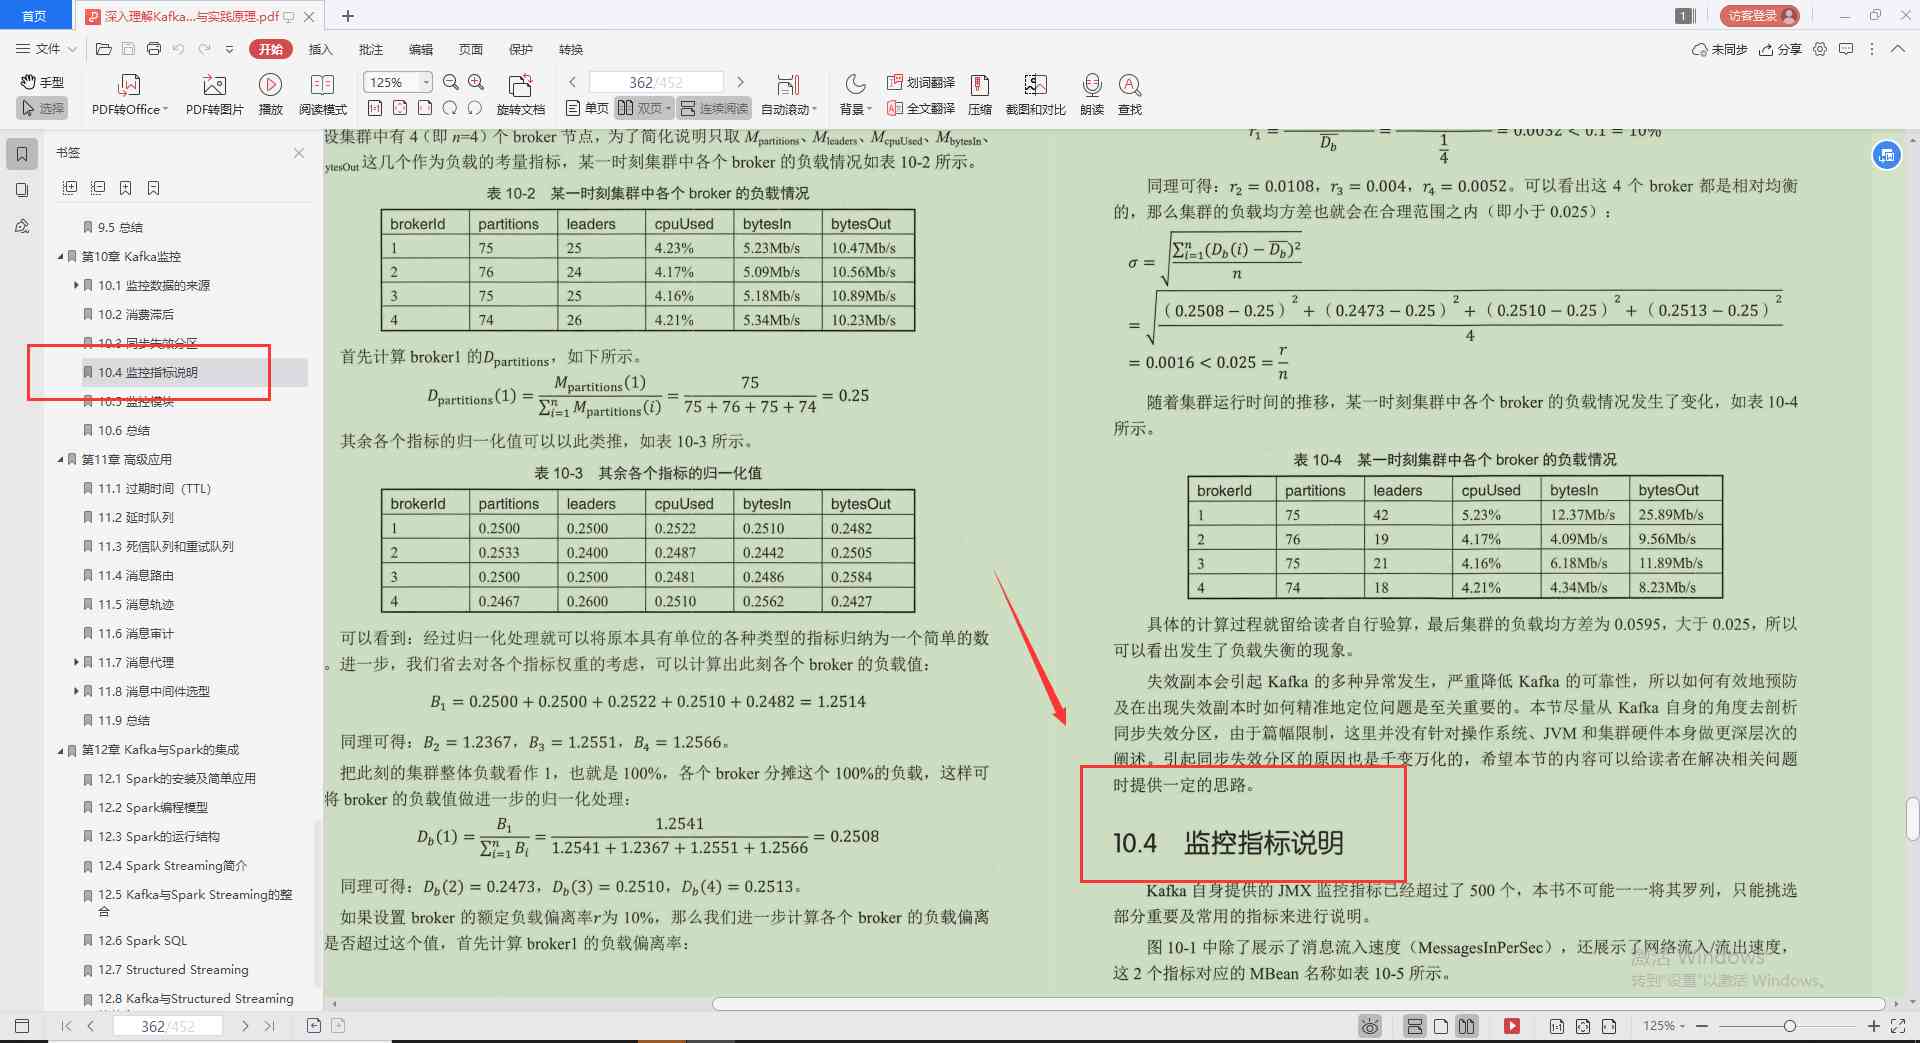 首页
深入理解Kafka...与实践原理.pdf
1
访客登录
文件
开始
插入
批注
编辑
页面
保护
转换
未同步
分享
手型
选择
PDF转Office
PDF转图片
播放
阅读模式
125%
旋转文档
362/452
单页
双页
连续阅读
自动滚动
背景
划词翻译
全文翻译
压缩
截图和对比
朗读
查找
书签
9.5 总结
第10章 Kafka监控
10.1 监控数据的来源
10.2 消费滞后
10.3 同步失效分区
10.4 监控指标说明
10.5 监控模块
10.6 总结
第11章 高级应用
11.1 过期时间（TTL）
11.2 延时队列
11.3 死信队列和重试队列
11.4 消息路由
11.5 消息轨迹
11.6 消息审计
11.7 消息代理
11.8 消息中间件选型
11.9 总结
第12章 Kafka与Spark的集成
12.1 Spark的安装及简单应用
12.2 Spark编程模型
12.3 Spark的运行结构
12.4 Spark Streaming简介
12.5 Kafka与Spark Streaming的整
合
12.6 Spark SQL
12.7 Structured Streaming
12.8 Kafka与Structured Streaming
设集群中有 4（即 n=4）个 broker 节点，为了简化说明只取 Mpartitions、Mleaders、McpuUsed、MbytesIn、
ytesOut 这几个作为负载的考量指标，某一时刻集群中各个 broker 的负载情况如表 10-2 所示。
表 10-2 某一时刻集群中各个 broker 的负载情况
brokerId partitions leaders cpuUsed bytesIn bytesOut
1 75 25 4.23% 5.23Mb/s 10.47Mb/s
2 76 24 4.17% 5.09Mb/s 10.56Mb/s
3 75 25 4.16% 5.18Mb/s 10.89Mb/s
4 74 26 4.21% 5.34Mb/s 10.23Mb/s
首先计算 broker1 的Dpartitions，如下所示。
Dpartitions(1) = Mpartitions(1) / ∑ⁿᵢ₌₁ Mpartitions(i) = 75 / 75 + 76 + 75 + 74 = 0.25
其余各个指标的归一化值可以以此类推，如表 10-3 所示。
表 10-3 其余各个指标的归一化值
brokerId partitions leaders cpuUsed bytesIn bytesOut
1 0.2500 0.2500 0.2522 0.2510 0.2482
2 0.2533 0.2400 0.2487 0.2442 0.2505
3 0.2500 0.2500 0.2481 0.2486 0.2584
4 0.2467 0.2600 0.2510 0.2562 0.2427
可以看到：经过归一化处理就可以将原本具有单位的各种类型的指标归纳为一个简单的数
。进一步，我们省去对各个指标权重的考虑，可以计算出此刻各个 broker 的负载值：
B₁ = 0.2500 + 0.2500 + 0.2522 + 0.2510 + 0.2482 = 1.2514
同理可得：B₂ = 1.2367，B₃ = 1.2551，B₄ = 1.2566。
把此刻的集群整体负载看作 1，也就是 100%，各个 broker 分摊这个 100%的负载，这样可
将 broker 的负载值做进一步的归一化处理：
D_b(1) = B₁ / ∑ⁿᵢ₌₁ Bᵢ = 1.2541 / 1.2541 + 1.2367 + 1.2551 + 1.2566 = 0.2508
同理可得：D_b(2) = 0.2473，D_b(3) = 0.2510，D_b(4) = 0.2513。
如果设置 broker 的额定负载偏离率r为 10%，那么我们进一步计算各个 broker 的负载偏离
是否超过这个值，首先计算 broker1 的负载偏离率：
r₁ = / D̅_b = / 1/4 = 0.0032 < 0.1 = 10%
同理可得：r₂ = 0.0108，r₃ = 0.004，r₄ = 0.0052。可以看出这 4 个 broker 都是相对均衡
的，那么集群的负载均方差也就会在合理范围之内（即小于 0.025）：
σ = √(∑ⁿᵢ₌₁(D_b(i) − D̅_b)² / n)
= √((0.2508 − 0.25)² + (0.2473 − 0.25)² + (0.2510 − 0.25)² + (0.2513 − 0.25)² / 4)
= 0.0016 < 0.025 = r/n
随着集群运行时间的推移，某一时刻集群中各个 broker 的负载情况发生了变化，如表 10-4
所示。
表 10-4 某一时刻集群中各个 broker 的负载情况
brokerId partitions leaders cpuUsed bytesIn bytesOut
1 75 42 5.23% 12.37Mb/s 25.89Mb/s
2 76 19 4.17% 4.09Mb/s 9.56Mb/s
3 75 21 4.16% 6.18Mb/s 11.89Mb/s
4 74 18 4.21% 4.34Mb/s 8.23Mb/s
具体的计算过程就留给读者自行验算，最后集群的负载均方差为 0.0595，大于 0.025，所以
可以看出发生了负载失衡的现象。
失效副本会引起 Kafka 的多种异常发生，严重降低 Kafka 的可靠性，所以如何有效地预防
及在出现失效副本时如何精准地定位问题是至关重要的。本节尽量从 Kafka 自身的角度去剖析
同步失效分区，由于篇幅限制，这里并没有针对操作系统、JVM 和集群硬件本身做更深层次的
阐述。引起同步失效分区的原因也是千变万化的，希望本节的内容可以给读者在解决相关问题
时提供一定的思路。
10.4 监控指标说明
Kafka 自身提供的 JMX 监控指标已经超过了 500 个，本书不可能一一将其罗列，只能挑选
部分重要及常用的指标来进行说明。
图 10-1 中除了展示了消息流入速度（MessagesInPerSec），还展示了网络流入/流出速度，
这 2 个指标对应的 MBean 名称如表 10-5 所示。
激活 Windows
转到"设置"以激活 Windows。
362/452
125%